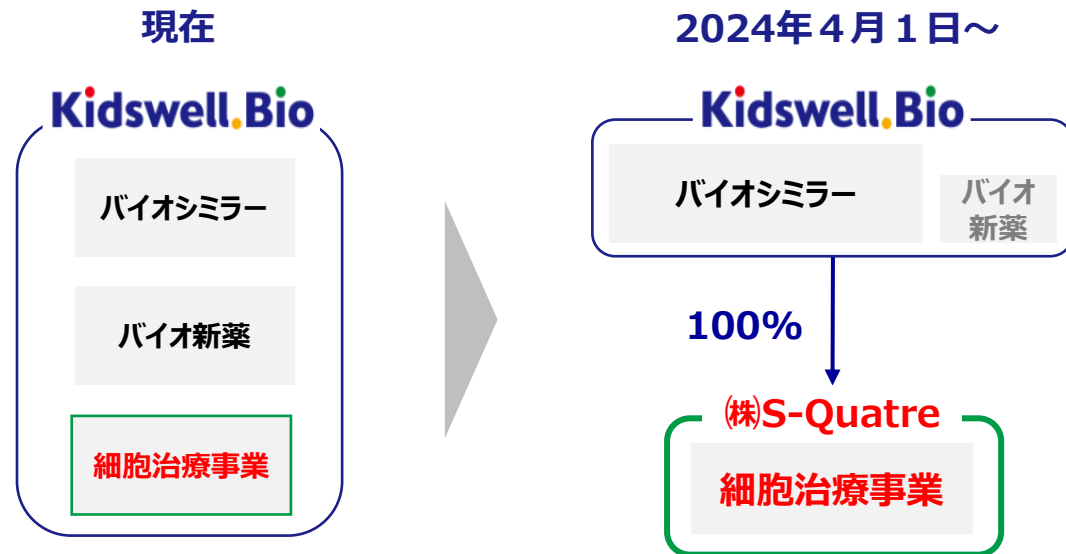 現在
Kidswell.Bio
バイオシミラー
バイオ新薬
細胞治療事業
2024年４月１日～
Kidswell.Bio
バイオシミラー
バイオ
新薬
100%
㈱S-Quatre
細胞治療事業